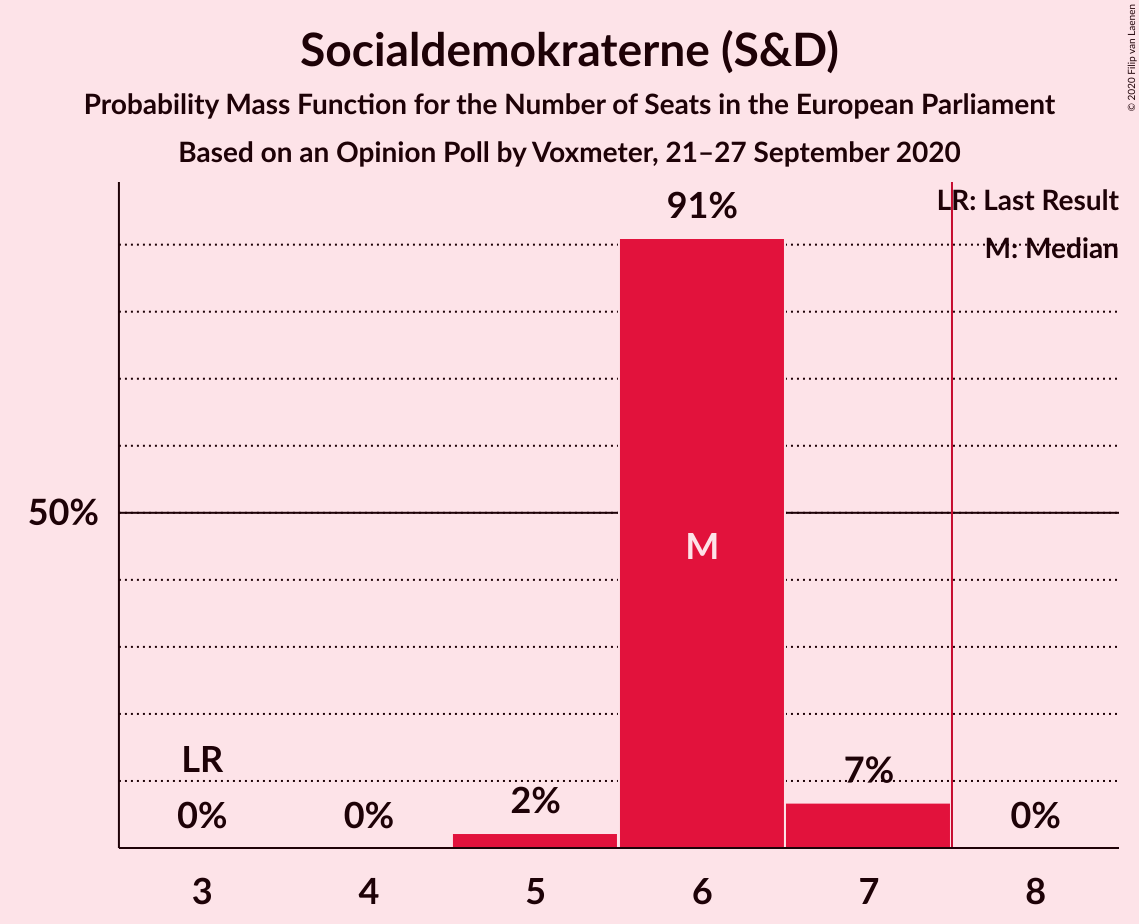 Socialdemokraterne (S&D)
Probability Mass Function for the Number of Seats in the European Parliament
Based on an Opinion Poll by Voxmeter, 21–27 September 2020
© 2020 Filip van Laenen
LR: Last Result
M: Median
91%
50%
M
LR
0%
0%
2%
7%
0%
3
4
5
6
7
8